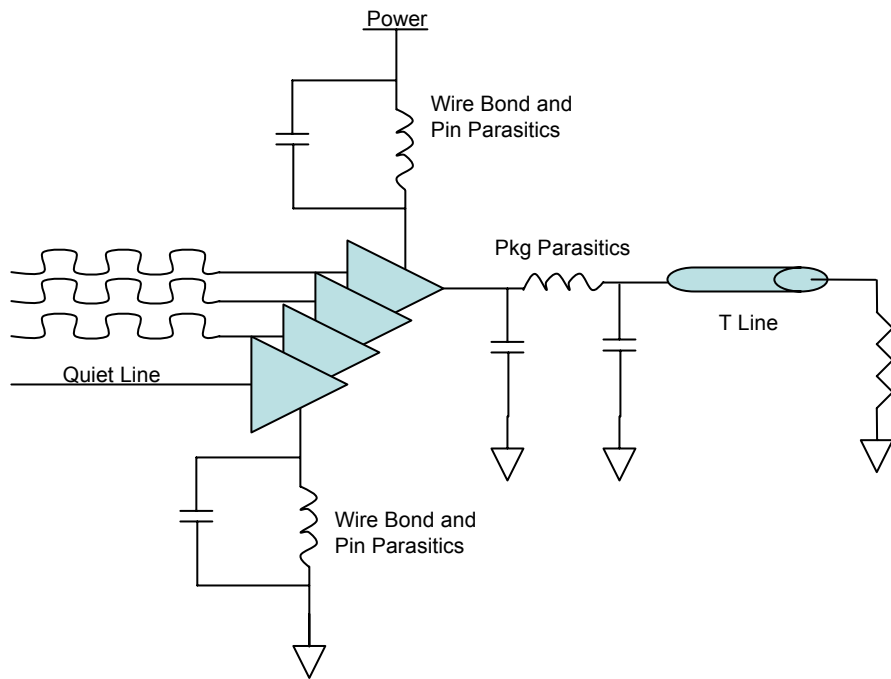 Power
Wire Bond and
Pin Parasitics
Pkg Parasitics
T Line
Quiet Line
Wire Bond and
Pin Parasitics